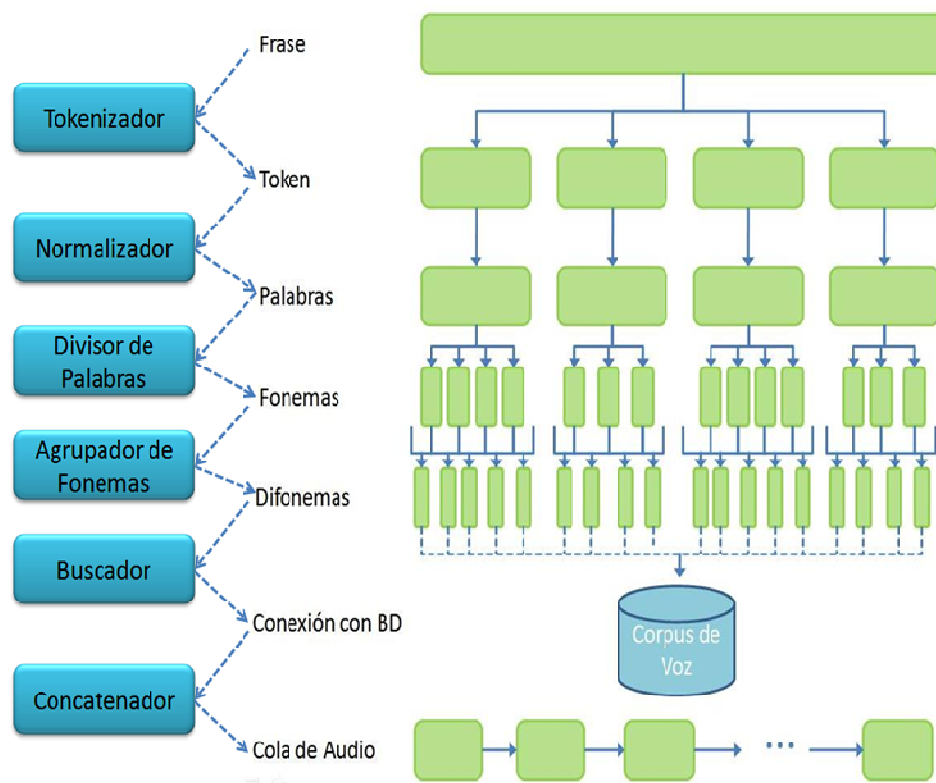 Frase
Tokenizador
Token
Normalizador
Palabras
Divisor de
Palabras
Fonemas
Agrupador de
Fonemas
Difonemas
Buscador
Conexión con BD
Corpus de
Voz
Concatenador
Cola de Audio
...